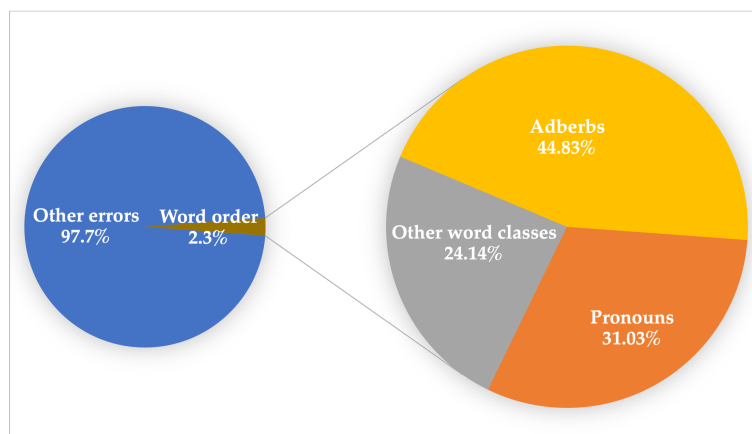 Other errors
97.7%
Word order
2.3%
Adberbs
44.83%
Other word classes
24.14%
Pronouns
31.03%